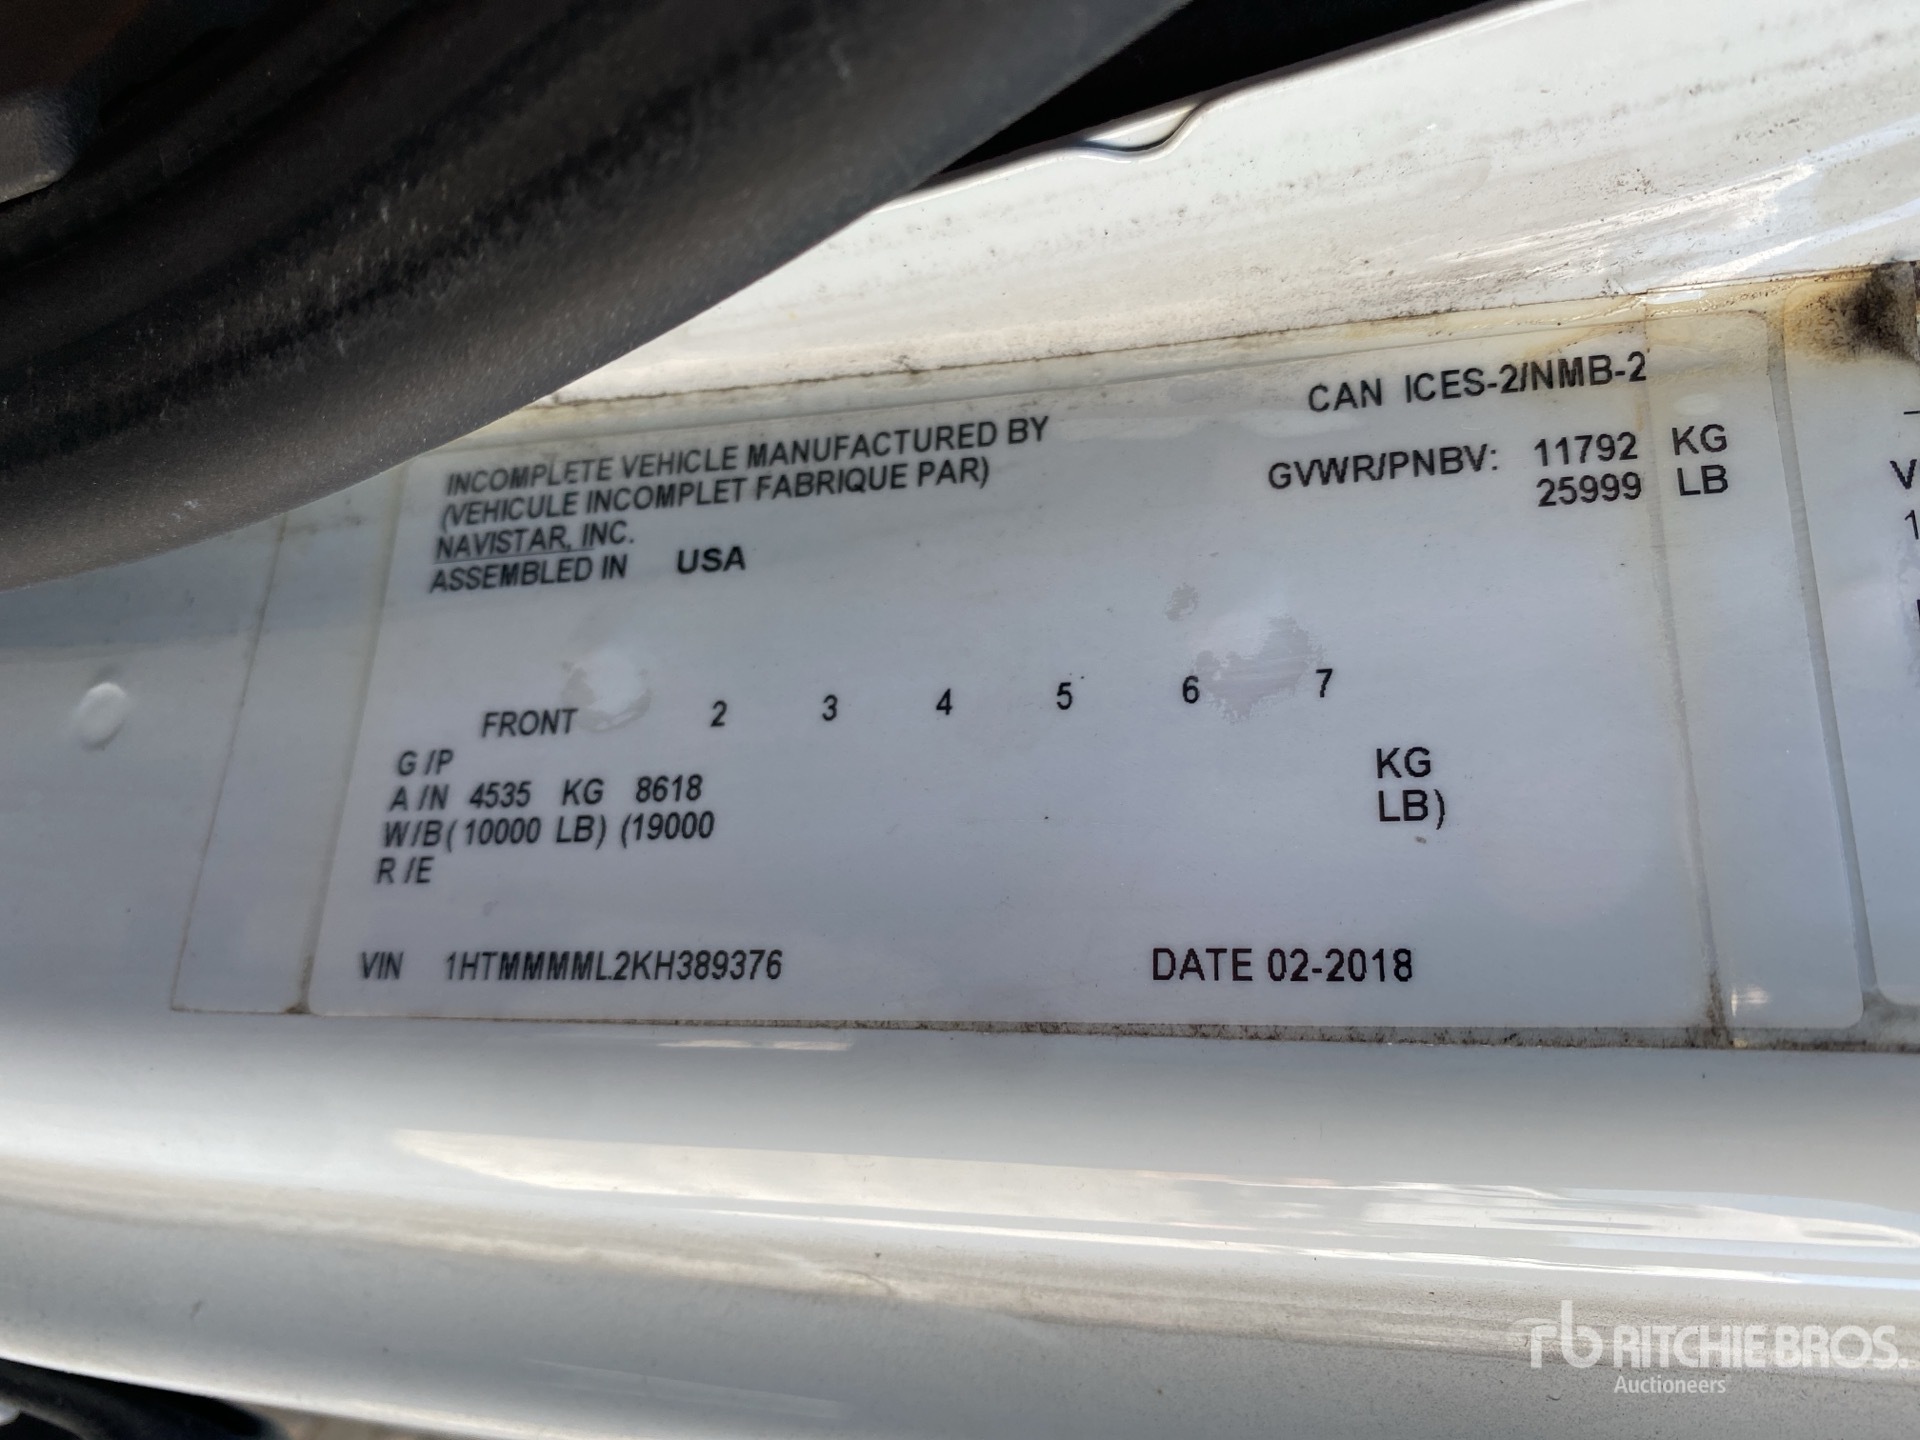 CAN ICES-2/NMB-2
INCOMPLETE VEHICLE MANUFACTURED BY
(VEHICULE INCOMPLET FABRIQUE PAR)
NAVISTAR, INC.
ASSEMBLED IN USA
GVWR/PNBV: 11792 KG
25999 LB
FRONT 2 3 4 5 6 7
G /P
A /N 4535 KG 8618 KG
W/B ( 10000 LB) (19000 LB)
R /E
VIN 1HTMMMML2KH389376 DATE 02-2018
V
1
rb RITCHIE BROS.
Auctioneers